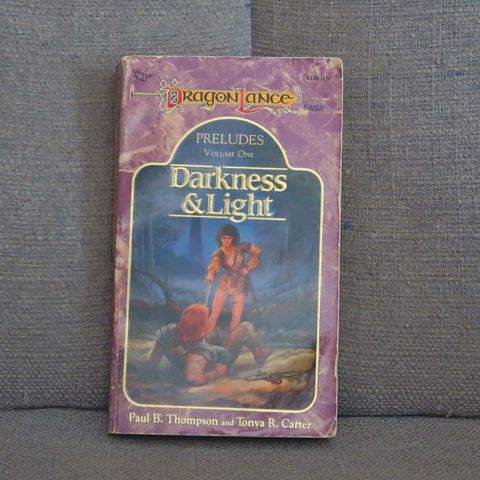 DRAGONLANCE
Saga
PRELUDES
VOLUME ONE
Darkness
& Light
Paul B. Thompson and Tonya R. Carter